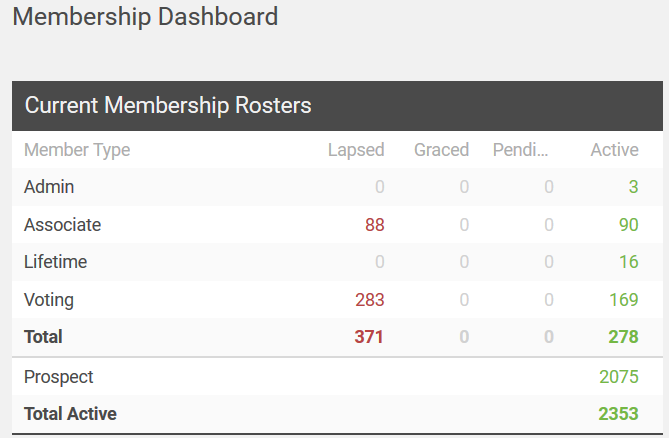 Membership Dashboard
Current Membership Rosters
Member Type Lapsed Graced Pendi... Active
Admin 0 0 0 3
Associate 88 0 0 90
Lifetime 0 0 0 16
Voting 283 0 0 169
Total 371 0 0 278
Prospect 2075
Total Active 2353